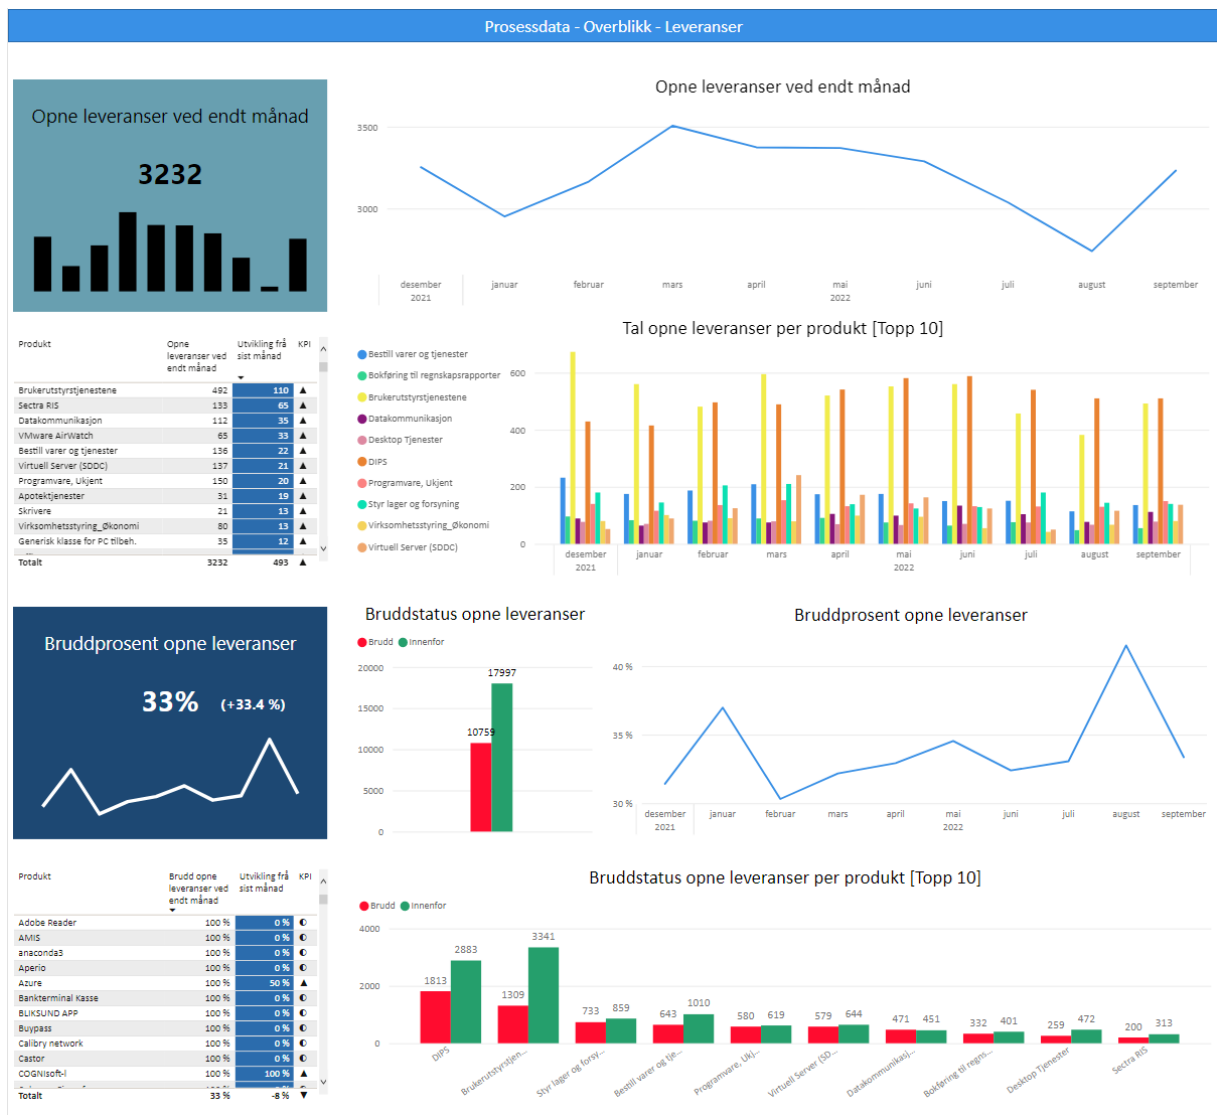 Prosessdata - Overblikk - Leveranser
Opne leveranser ved endt månad
3232
Opne leveranser ved endt månad
3500
3000
desember januar februar mars april mai juni juli august september
2021 2022
Produkt Opne leveranser ved endt månad Utvikling frå sist månad KPI
Brukerutstyrstjenestene 492 110 ▲
Sectra RIS 133 65 ▲
Datakommunikasjon 112 35 ▲
VMware AirWatch 65 33 ▲
Bestill varer og tjenester 136 22 ▲
Virtuell Server (SDDC) 137 21 ▲
Programvare, Ukjent 150 20 ▲
Apotektjenester 31 19 ▲
Skrivere 21 13 ▲
Virksomhetsstyring_Økonomi 80 13 ▲
Generisk klasse for PC tilbeh. 35 12 ▲
Totalt 3232 493 ▲
Tal opne leveranser per produkt [Topp 10]
Bestill varer og tjenester
Bokføring til regnskapsrapporter
Brukerutstyrstjenestene
Datakommunikasjon
Desktop Tjenester
DIPS
Programvare, Ukjent
Styr lager og forsyning
Virksomhetsstyring_Økonomi
Virtuell Server (SDDC)
600
400
200
0
desember januar februar mars april mai juni juli august september
2021 2022
Bruddprosent opne leveranser
33% (+33.4 %)
Bruddstatus opne leveranser
Brudd Innenfor
20000
15000
10000
5000
0
17997
10759
Bruddprosent opne leveranser
40 %
35 %
30 %
desember januar februar mars april mai juni juli august september
2021 2022
Produkt Brudd opne leveranser ved endt månad Utvikling frå sist månad KPI
Adobe Reader 100 % 0 %
AMIS 100 % 0 %
anaconda3 100 % 0 %
Aperio 100 % 0 %
Azure 100 % 50 % ▲
Bankterminal Kasse 100 % 0 %
BLIKSUND APP 100 % 0 %
Buypass 100 % 0 %
Calibry network 100 % 0 %
Castor 100 % 0 %
COGNIsoft-I 100 % 100 % ▲
Totalt 33 % -8 % ▼
Bruddstatus opne leveranser per produkt [Topp 10]
Brudd Innenfor
4000
2000
0
1813 2883 1309 3341 733 859 643 1010 580 619 579 644 471 451 332 401 259 472 200 313
DIPS Brukerutstyrstjen... Styr lager og forsy... Bestill varer og tje... Programvare, Ukj... Virtuell Server (SD... Datakommunikasj... Bokføring til regns... Desktop Tjenester Sectra RIS